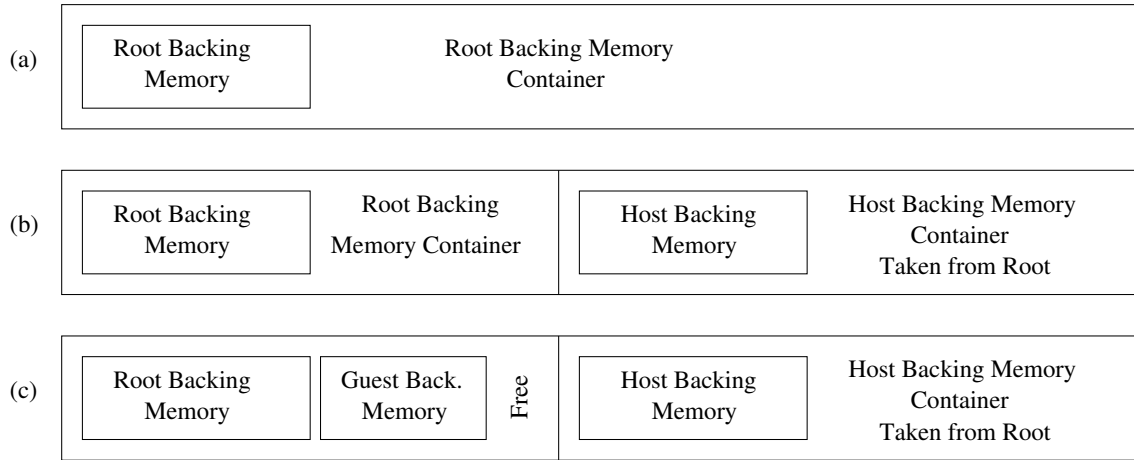 (a)
Root Backing
Memory
Root Backing Memory
Container
(b)
Root Backing
Memory
Root Backing
Memory Container
Host Backing
Memory
Host Backing Memory
Container
Taken from Root
(c)
Root Backing
Memory
Guest Back.
Memory
Free
Host Backing
Memory
Host Backing Memory
Container
Taken from Root